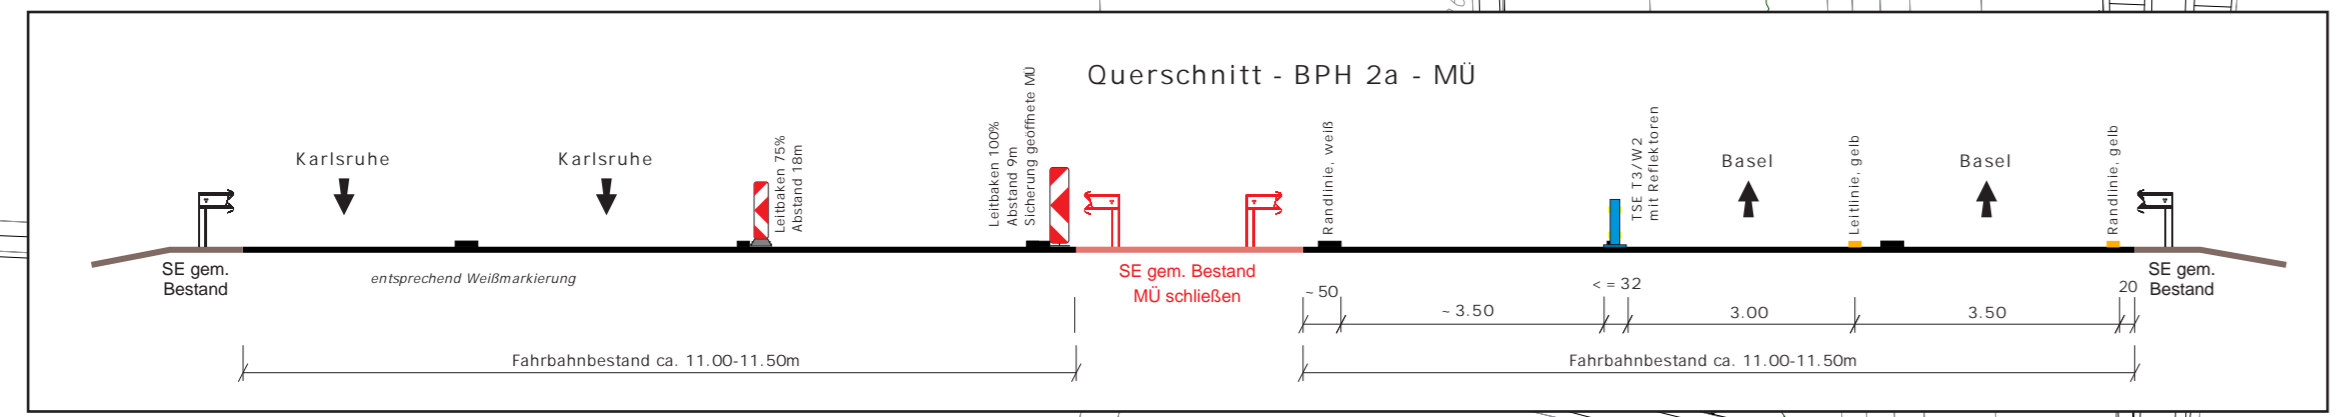 Querschnitt - BPH 2a - MÜ
Karlsruhe
Karlsruhe
Leitbaken 75%
Abstand 18m
Leitbaken 100%
Abstand 9m
Sicherung geöffnete MÜ
Randlinie, weiß
TSE T3/W2
mit Reflektoren
Basel
Leitlinie, gelb
Basel
Randlinie, gelb
SE gem.
Bestand
entsprechend Weißmarkierung
SE gem. Bestand
MÜ schließen
SE gem.
Bestand
~ 50
~ 3.50
< = 32
3.00
3.50
20
Fahrbahnbestand ca. 11.00-11.50m
Fahrbahnbestand ca. 11.00-11.50m